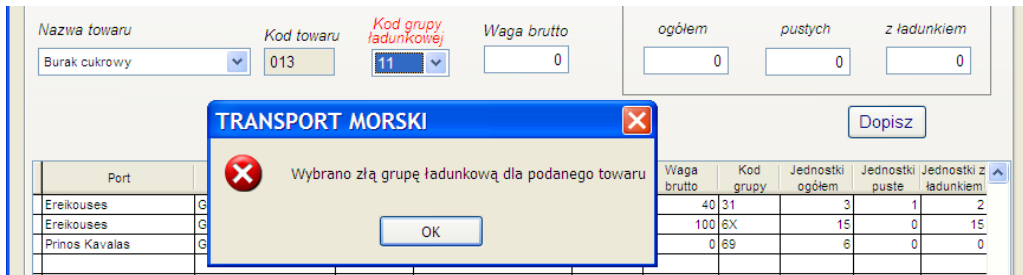 Nazwa towaru
Kod towaru
Kod grupy
ładunkowej
Waga brutto
ogółem
pustych
z ładunkiem
Burak cukrowy
013
11
0
0
0
0
Dopisz
TRANSPORT MORSKI
Wybrano złą grupę ładunkową dla podanego towaru
OK
Port
Waga
brutto
Kod
grupy
Jednostki
ogółem
Jednostki
puste
Jednostki z
ładunkiem
Ereikouses G 40 31 3 1 2
Ereikouses G 100 6X 15 0 15
Prinos Kavalas G 0 69 6 0 0